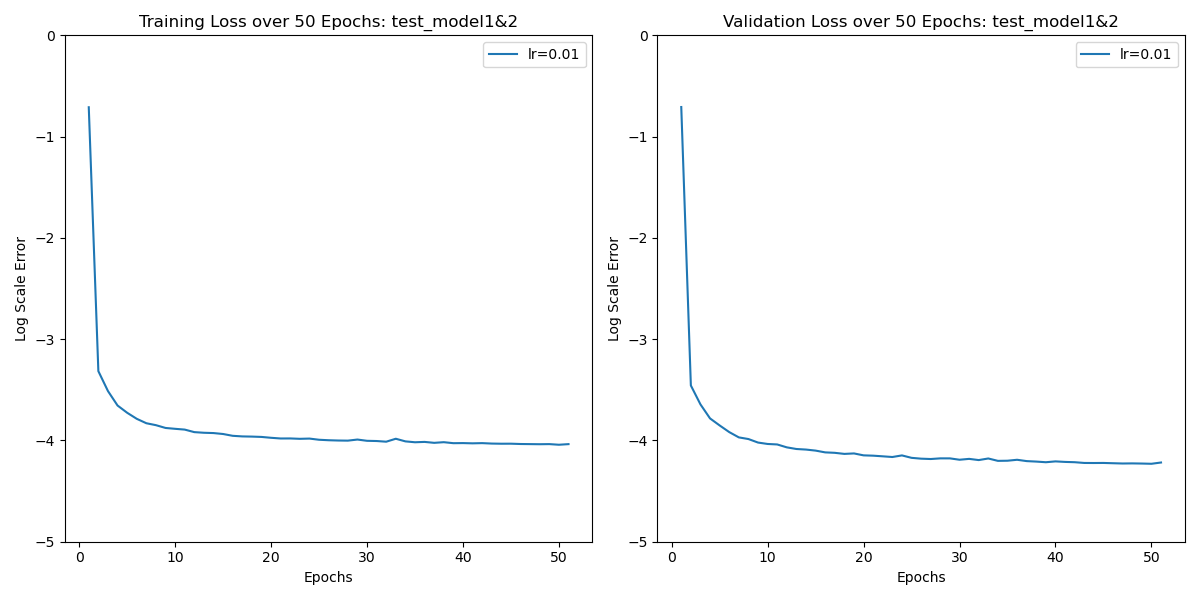 Training Loss over 50 Epochs: test_model1&2
lr=0.01
0
−1
−2
−3
−4
−5
Log Scale Error
0 10 20 30 40 50
Epochs
Validation Loss over 50 Epochs: test_model1&2
lr=0.01
0
−1
−2
−3
−4
−5
Log Scale Error
0 10 20 30 40 50
Epochs